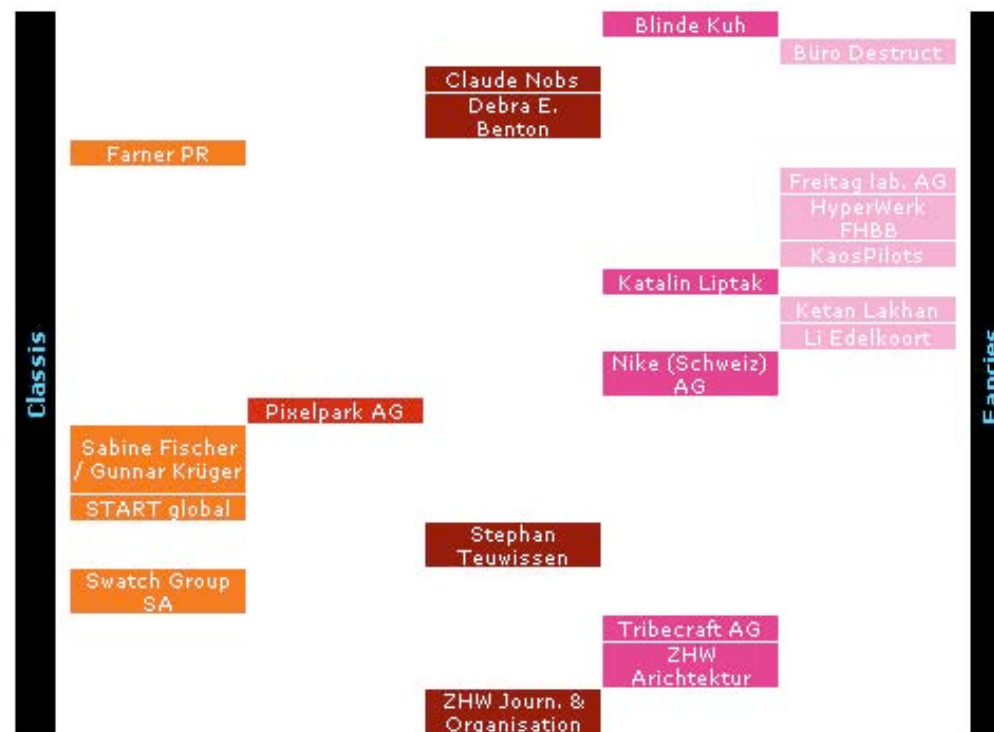 Blinde Kuh
Büro Destruct
Claude Nobs
Debra E.
Benton
Farner PR
Freitag lab. AG
HyperWerk
FHBB
KaosPilots
Katalin Liptak
Ketan Lakhan
Li Edelkoort
Classis
Fancies
Nike (Schweiz)
AG
Pixelpark AG
Sabine Fischer
/ Gunnar Krüger
START global
Stephan
Teuwissen
Swatch Group
SA
Tribecraft AG
ZHW
Arichtektur
ZHW Journ. &
Organisation